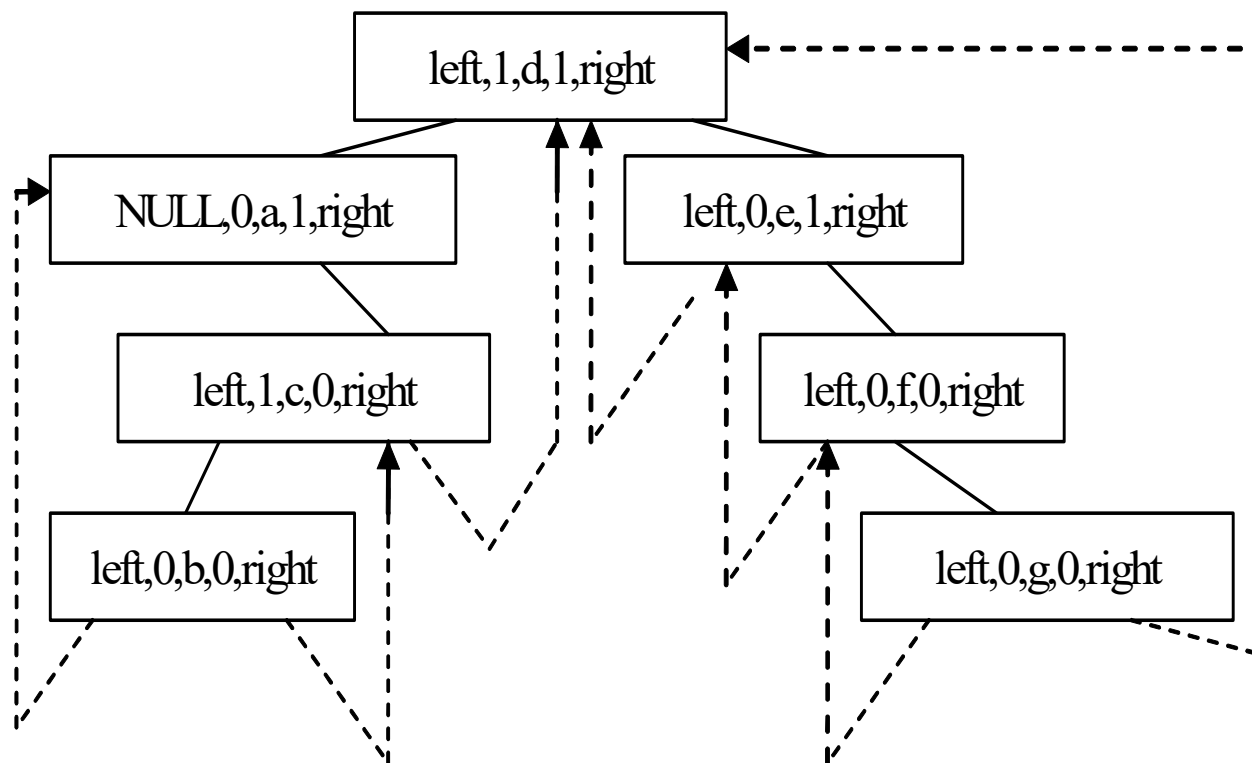 left,1,d,1,right
NULL,0,a,1,right
left,0,e,1,right
left,1,c,0,right
left,0,f,0,right
left,0,b,0,right
left,0,g,0,right